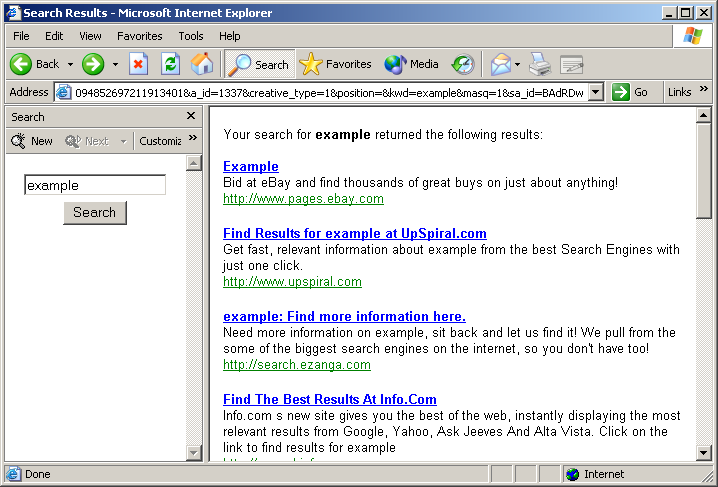 Search Results - Microsoft Internet Explorer
File Edit View Favorites Tools Help
Back Search Favorites Media
Address 094852697211913401&a_id=1337&creative_type=1&position=&kwd=example&masq=1&sa_id=BAdRDw Go Links »
Search
New Next Customiz »
example
Search
Your search for example returned the following results:
Example
Bid at eBay and find thousands of great buys on just about anything!
http://www.pages.ebay.com
Find Results for example at UpSpiral.com
Get fast, relevant information about example from the best Search Engines with
just one click.
http://www.upspiral.com
example: Find more information here.
Need more information on example, sit back and let us find it! We pull from the
some of the biggest search engines on the internet, so you don't have too!
http://search.ezanga.com
Find The Best Results At Info.Com
Info.com s new site gives you the best of the web, instantly displaying the most
relevant results from Google, Yahoo, Ask Jeeves And Alta Vista. Click on the
link to find results for example
Done Internet